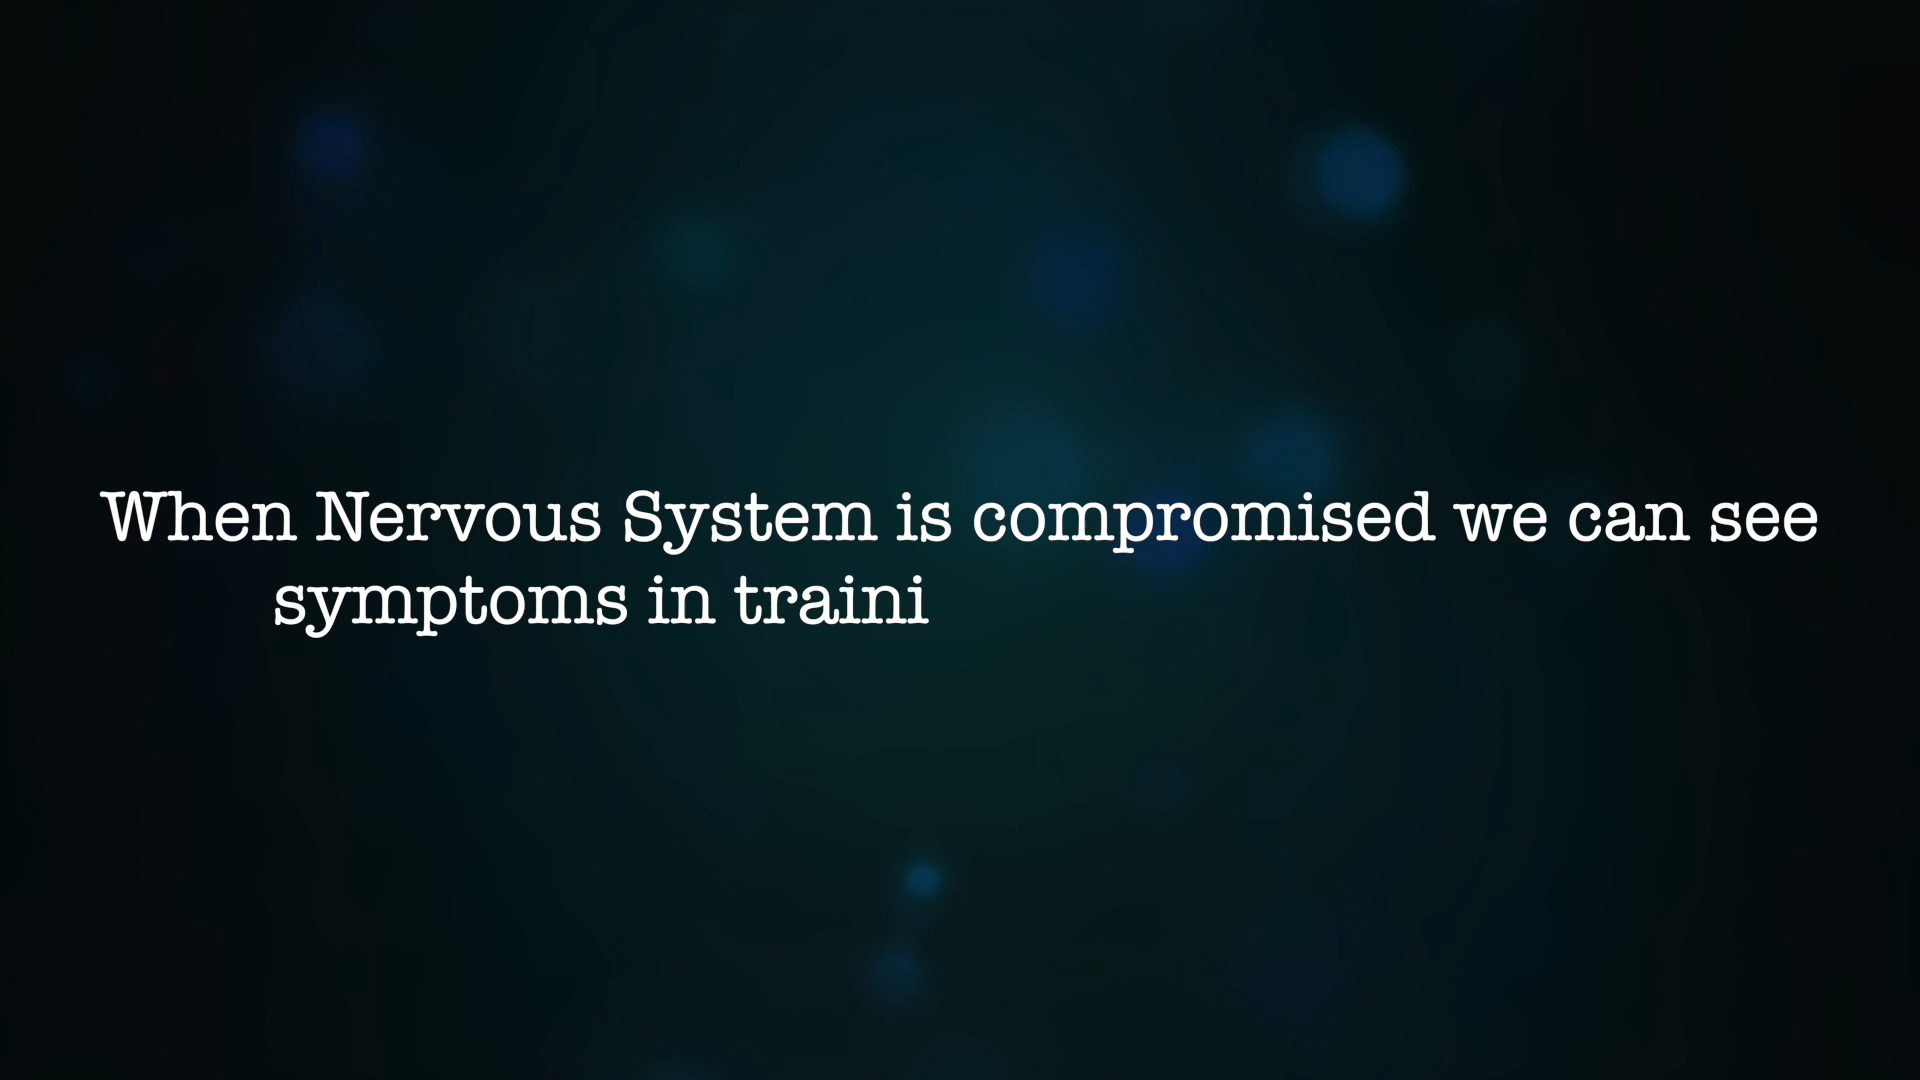 When Nervous System is compromised we can see
symptoms in traini